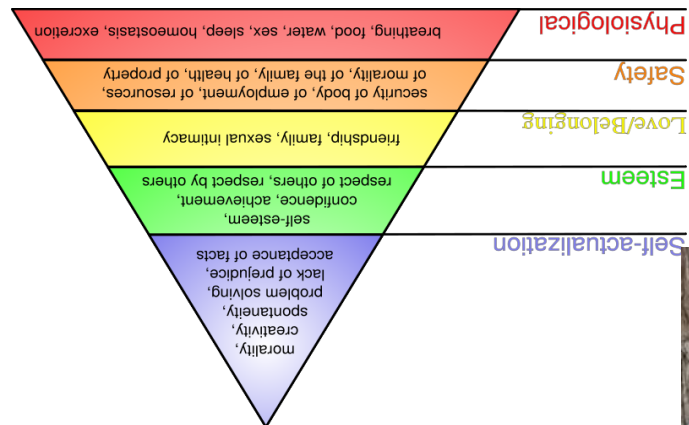 morality,
creativity,
spontaneity,
problem solving,
lack of prejudice,
acceptance of facts
Self-actualization
self-esteem,
confidence, achievement,
respect of others, respect by others
Esteem
friendship, family, sexual intimacy
Love/Belonging
security of body, of employment, of resources,
of morality, of the family, of health, of property
Safety
breathing, food, water, sex, sleep, homeostasis, excretion
Physiological